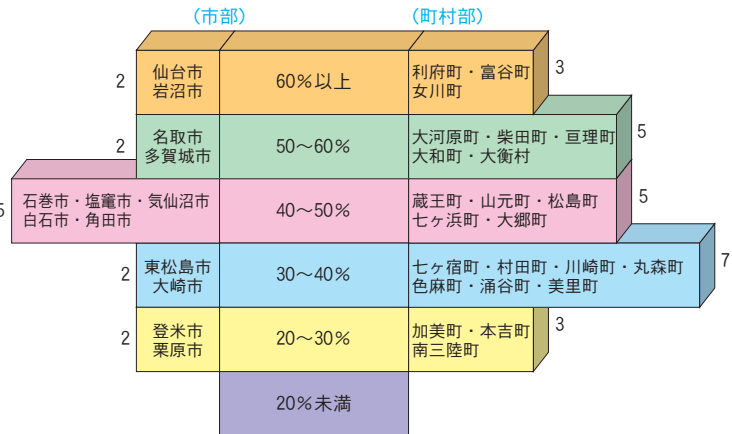 （市部）
（町村部）
2
仙台市
岩沼市
60％以上
利府町・富谷町
女川町
3
2
名取市
多賀城市
50〜60％
大河原町・柴田町・亘理町
大和町・大衡村
5
5
石巻市・塩竈市・気仙沼市
白石市・角田市
40〜50％
蔵王町・山元町・松島町
七ヶ浜町・大郷町
5
2
東松島市
大崎市
30〜40％
七ヶ宿町・村田町・川崎町・丸森町
色麻町・涌谷町・美里町
7
2
登米市
栗原市
20〜30％
加美町・本吉町
南三陸町
3
20％未満